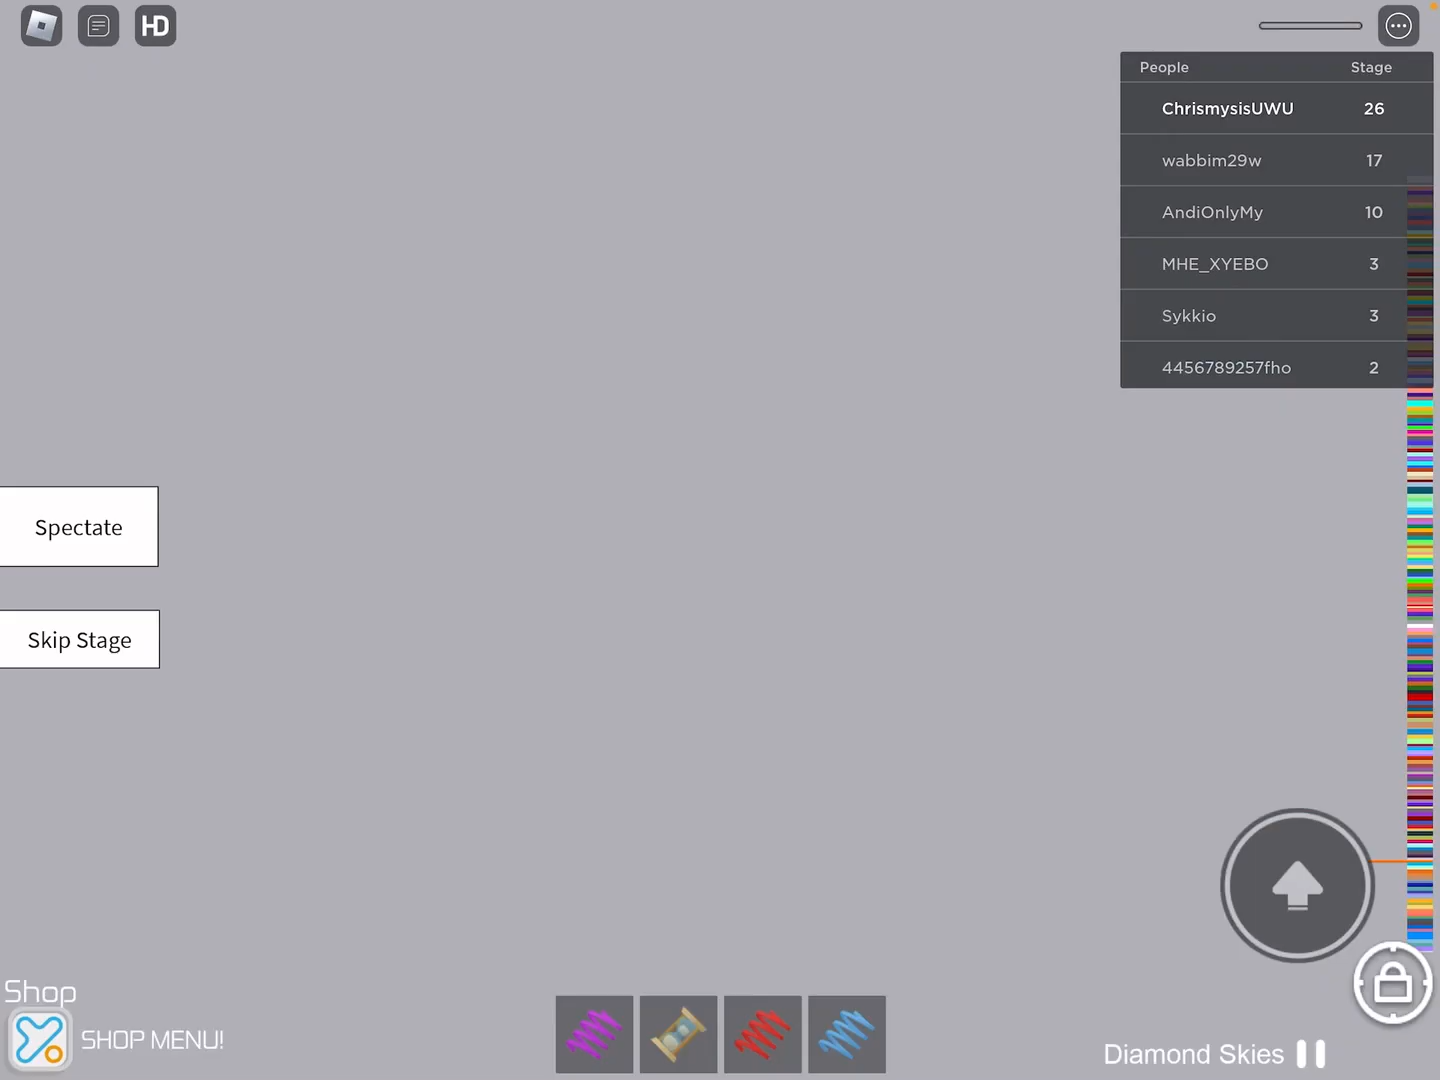 HD
People Stage
ChrismysisUWU 26
wabbim29w 17
AndiOnlyMy 10
MHE_XYEBO 3
Sykkio 3
4456789257fho 2
Spectate
Skip Stage
Shop
SHOP MENU!
Diamond Skies